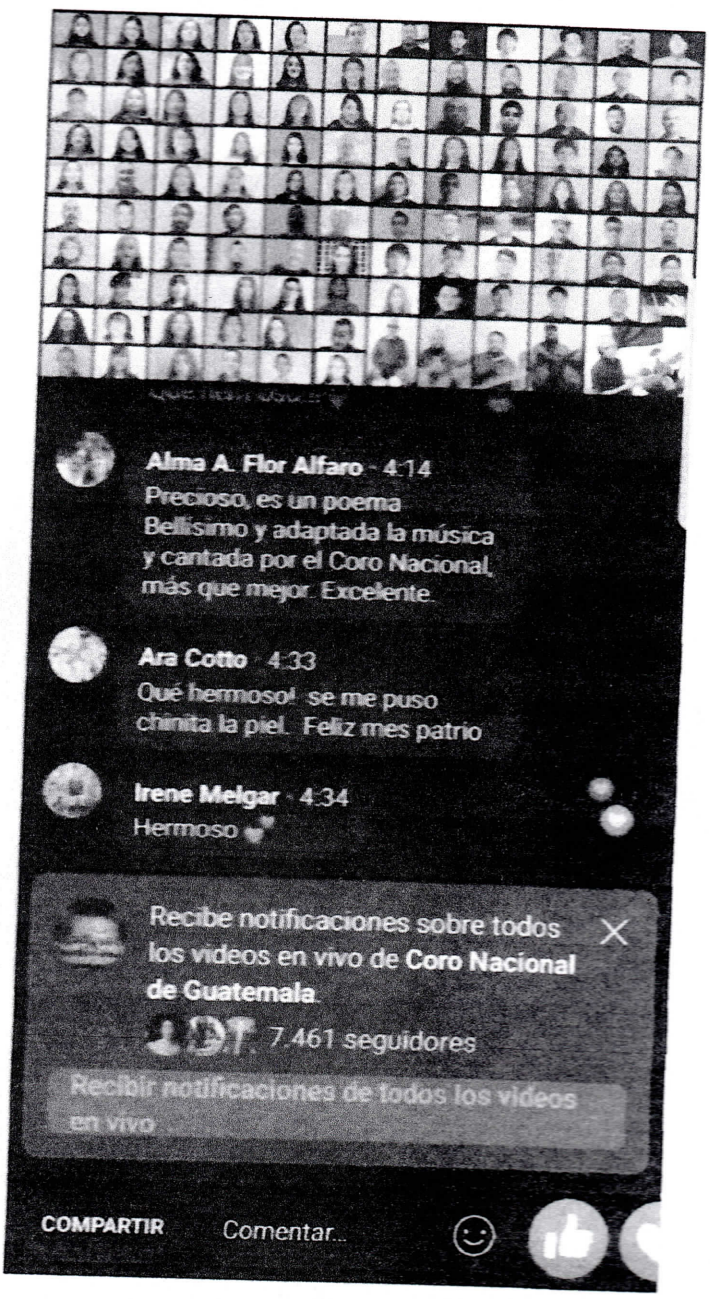 Alma A. Flor Alfaro · 4:14
Precioso, es un poema
Bellísimo y adaptada la música
y cantada por el Coro Nacional,
más que mejor. Excelente.
Ara Cotto · 4:33
Qué hermoso! se me puso
chinita la piel. Feliz mes patrio
Irene Melgar · 4:34
Hermoso 💕
Recibe notificaciones sobre todos
los videos en vivo de Coro Nacional
de Guatemala.
7.461 seguidores
Recibir notificaciones de todos los videos
en vivo
COMPARTIR
Comentar...